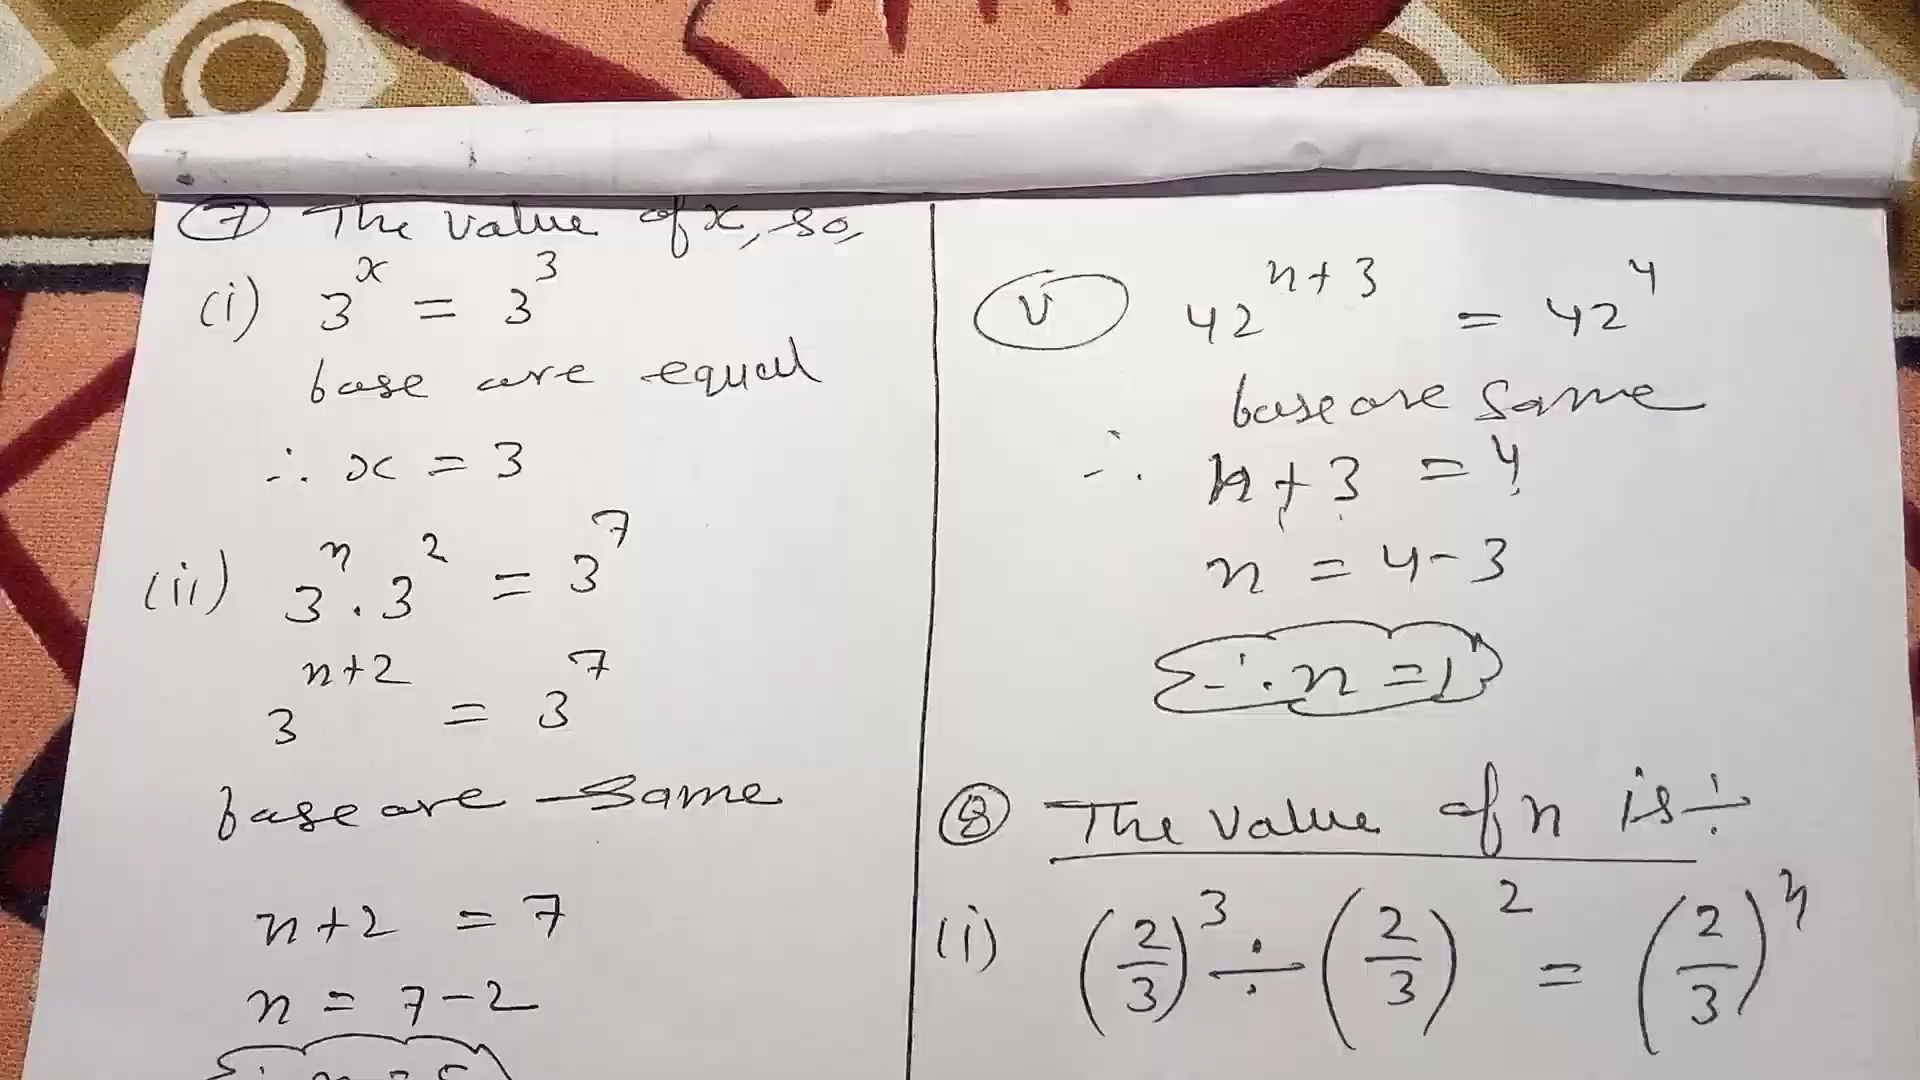 ⑦ The value of x, so,
(i) 3^x = 3^3
base are equal
∴ x = 3
(ii) 3^n . 3^2 = 3^7
3^(n+2) = 3^7
base are same
n+2 = 7
n = 7-2
∴ n = 5
Ⓥ 42^(n+3) = 42^4
base are same
∴ n+3 = 4
n = 4-3
∴ n = 1
⑧ The value of n is ÷
(i) (2/3)^3 ÷ (2/3)^2 = (2/3)^n